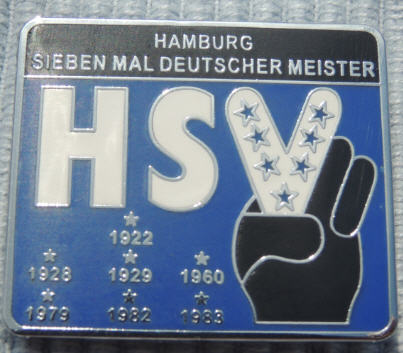 HAMBURG
SIEBEN MAL DEUTSCHER MEISTER
HSV
1922
1928 1929 1960
1979 1982 1983